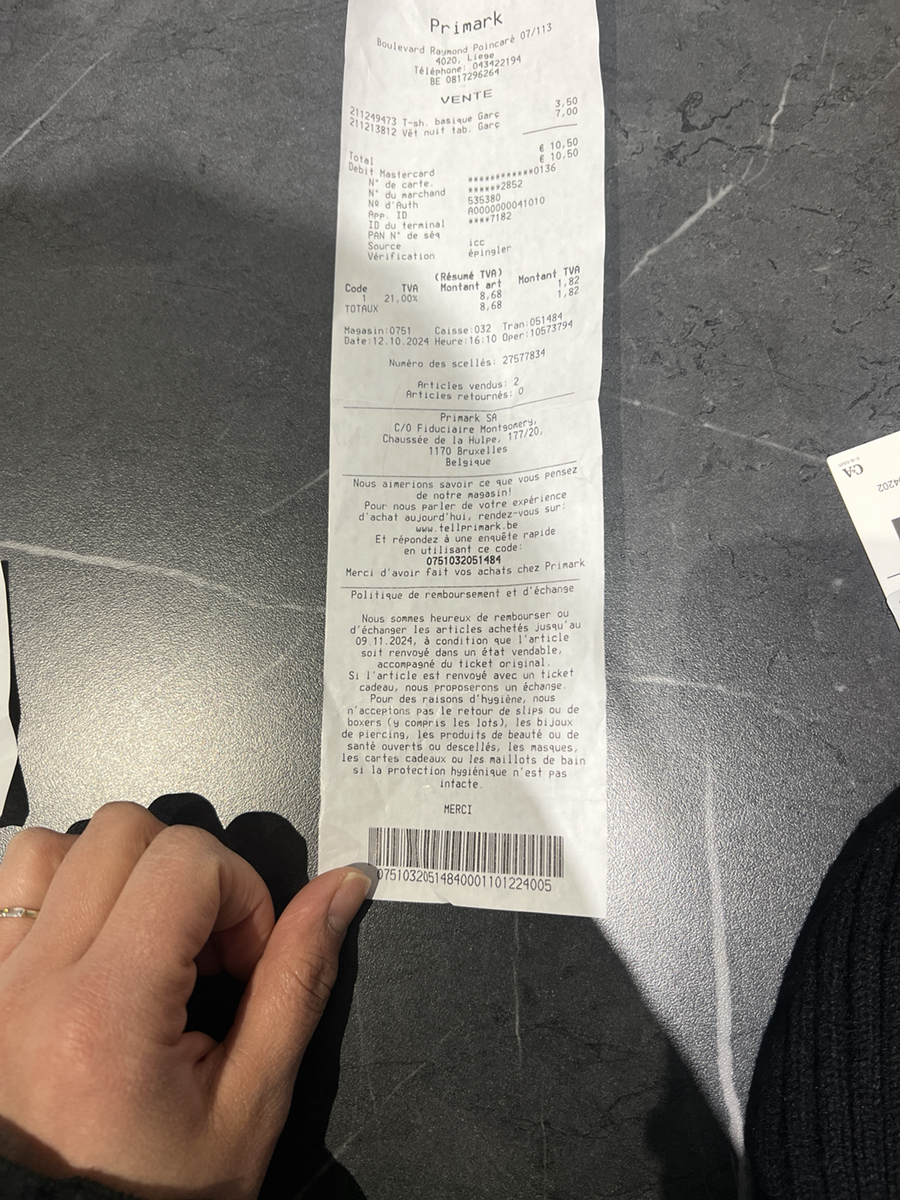 Primark
Boulevard Raymond Poincaré 07/113
4020, Liege
Téléphone: 043422194
BE 0817296264
VENTE
211249473 T-sh. basique Garç 3,50
211213812 Vêt nuit tab. Garç 7,00
Total € 10,50
Debit Mastercard € 10,50
N° de carte. ************0136
N° du marchand ******2852
Nº d'Auth 535380
App. ID A0000000041010
ID du terminal ****7182
PAN N° de séq
Source icc
Vérification épingler
(Résumé TVA)
Code TVA Montant art Montant TVA
1 21,00% 8,68 1,82
TOTAUX 8,68 1,82
Magasin:0751 Caisse:032 Tran:051484
Date:12.10.2024 Heure:16:10 Oper:10573794
Numéro des scellés: 27577834
Articles vendus: 2
Articles retournés: 0
Primark SA
C/O Fiduciaire Montgomery,
Chaussée de la Hulpe, 177/20,
1170 Bruxelles
Belgique
Nous aimerions savoir ce que vous pensez
de notre magasin!
Pour nous parler de votre expérience
d'achat aujourd'hui, rendez-vous sur:
www.tellprimark.be
Et répondez à une enquête rapide
en utilisant ce code:
0751032051484
Merci d'avoir fait vos achats chez Primark
Politique de remboursement et d'échange
Nous sommes heureux de rembourser ou
d'échanger les articles achetés jusqu'au
09.11.2024, à condition que l'article
soit renvoyé dans un état vendable,
accompagné du ticket original.
Si l'article est renvoyé avec un ticket
cadeau, nous proposerons un échange.
Pour des raisons d'hygiène, nous
n'acceptons pas le retour de slips ou de
boxers (y compris les lots), les bijoux
de piercing, les produits de beauté ou de
santé ouverts ou descellés, les masques,
les cartes cadeaux ou les maillots de bain
si la protection hygiénique n'est pas
intacte.
MERCI
07510320514840001101224005
C&A
4202